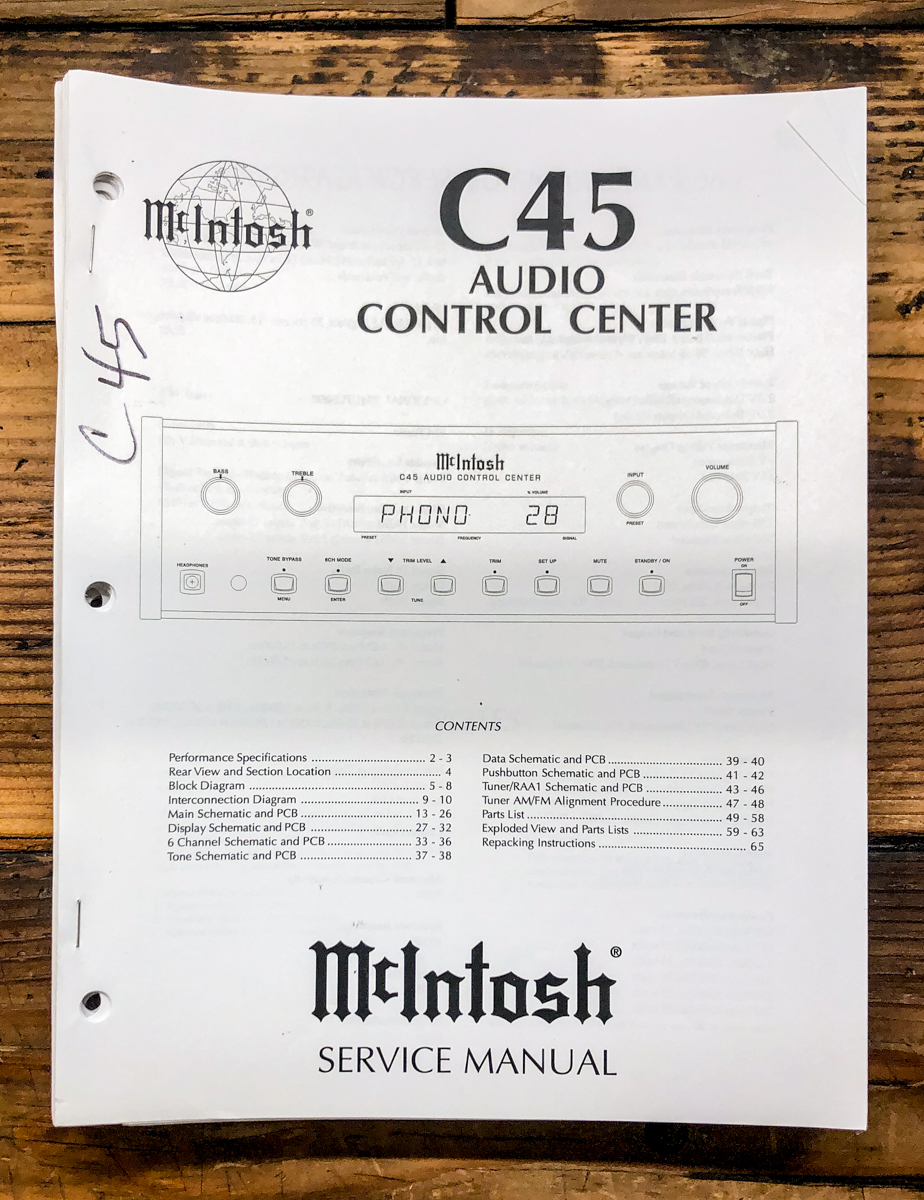 McIntosh®
C45
AUDIO
CONTROL CENTER
C45
McIntosh
C45 AUDIO CONTROL CENTER
BASS
TREBLE
INPUT
% VOLUME
INPUT
VOLUME
PHONO 28
PRESET
FREQUENCY
SIGNAL
PRESET
HEADPHONES
TONE BYPASS
6CH MODE
▼ TRIM LEVEL ▲
TRIM
SET UP
MUTE
STANDBY / ON
POWER
ON
MENU
ENTER
TUNE
OFF
CONTENTS
Performance Specifications ........................................ 2 - 3
Rear View and Section Location .................................... 4
Block Diagram ............................................................. 5 - 8
Interconnection Diagram .......................................... 9 - 10
Main Schematic and PCB ........................................ 13 - 26
Display Schematic and PCB .................................... 27 - 32
6 Channel Schematic and PCB ............................... 33 - 36
Tone Schematic and PCB ........................................ 37 - 38
Data Schematic and PCB ........................................ 39 - 40
Pushbutton Schematic and PCB ............................ 41 - 42
Tuner/RAA1 Schematic and PCB ........................... 43 - 46
Tuner AM/FM Alignment Procedure ..................... 47 - 48
Parts List ................................................................... 49 - 58
Exploded View and Parts Lists ............................... 59 - 63
Repacking Instructions .................................................... 65
McIntosh®
SERVICE MANUAL